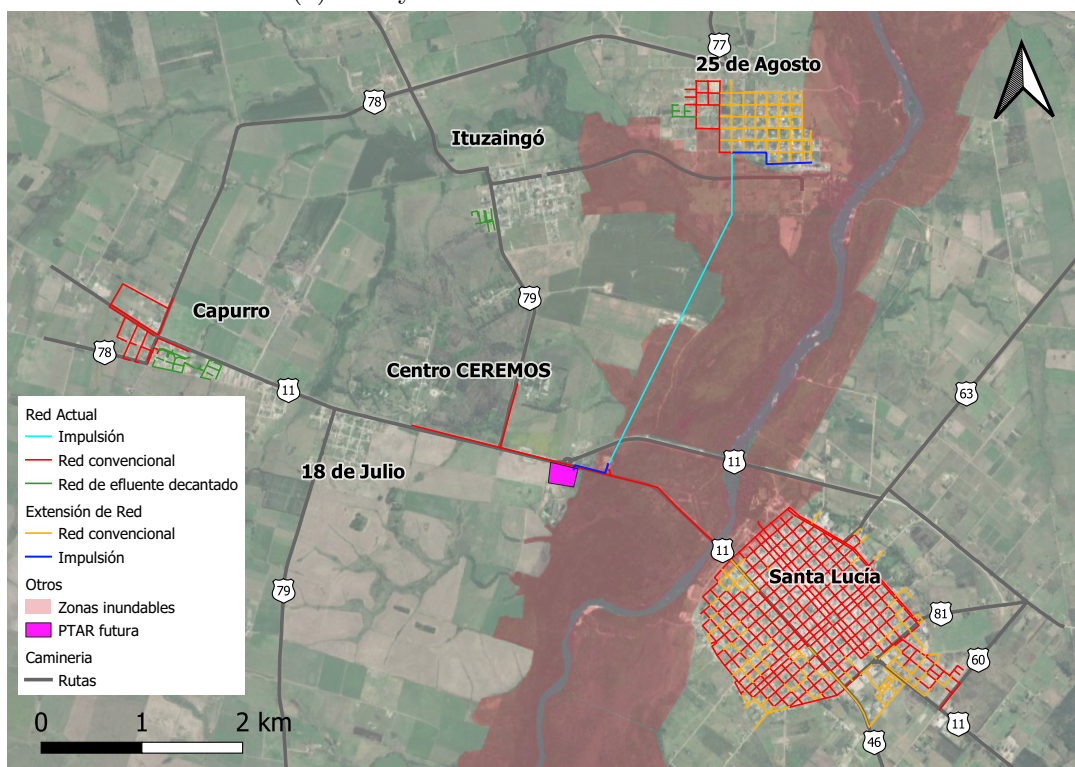 77
25 de Agosto
78
Ituzaingó
79
Capurro
78
Centro CEREMOS
11
63
18 de Julio
11
11
Santa Lucía
79
81
60
11
46
Red Actual
Impulsión
Red convencional
Red de efluente decantado
Extensión de Red
Red convencional
Impulsión
Otros
Zonas inundables
PTAR futura
Camineria
Rutas
0 1 2 km